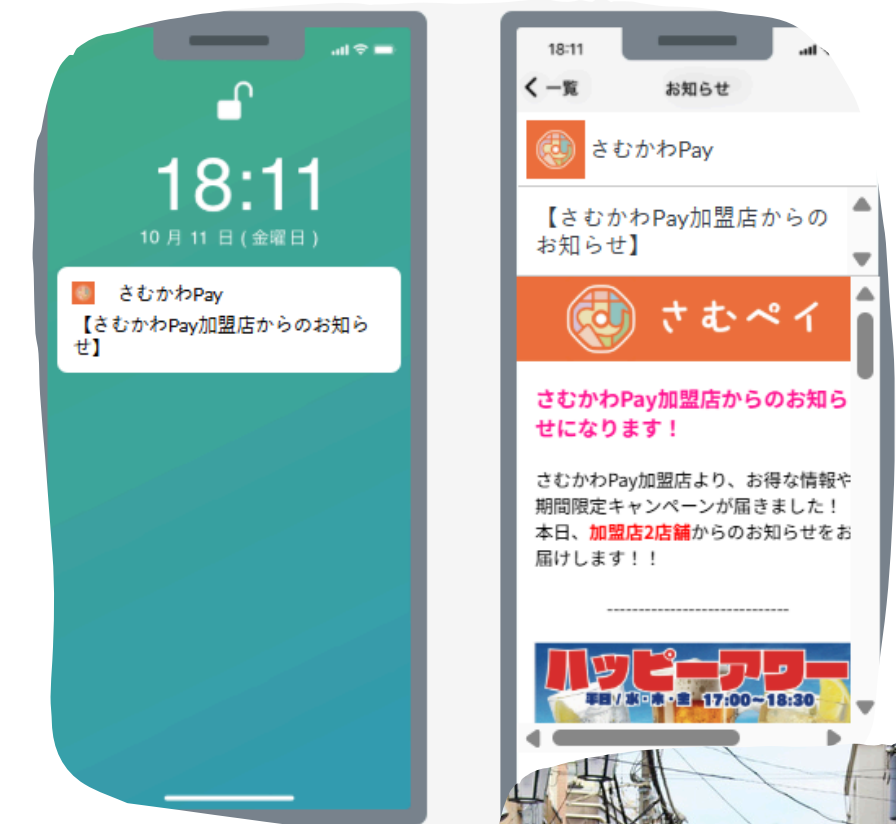 18:11
10 月 11 日 ( 金曜日 )
さむかわPay
【さむかわPay加盟店からのお知ら
せ】
18:11
一覧
お知らせ
さむかわPay
【さむかわPay加盟店からの
お知らせ】
さむペイ
さむかわPay加盟店からのお知ら
せになります！
さむかわPay加盟店より、お得な情報や
期間限定キャンペーンが届きました！
本日、加盟店2店舗からのお知らせをお
届けします！！
-----------------------------
ハッピーアワー
平日 / 水・木・金 17:00～18:30